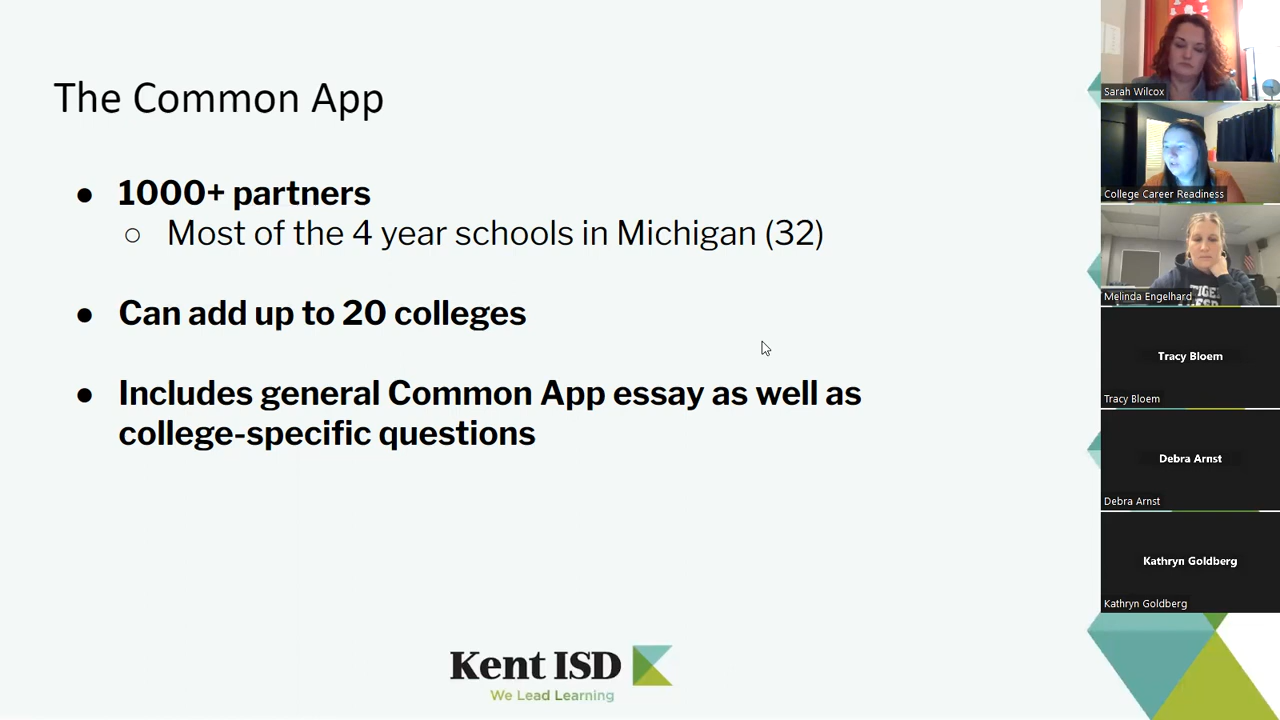 The Common App
● 1000+ partners
○ Most of the 4 year schools in Michigan (32)
● Can add up to 20 colleges
● Includes general Common App essay as well as
college-specific questions
Kent ISD
We Lead Learning
Sarah Wilcox
College Career Readiness
Melinda Engelhard
Tracy Bloem
Tracy Bloem
Debra Arnst
Debra Arnst
Kathryn Goldberg
Kathryn Goldberg